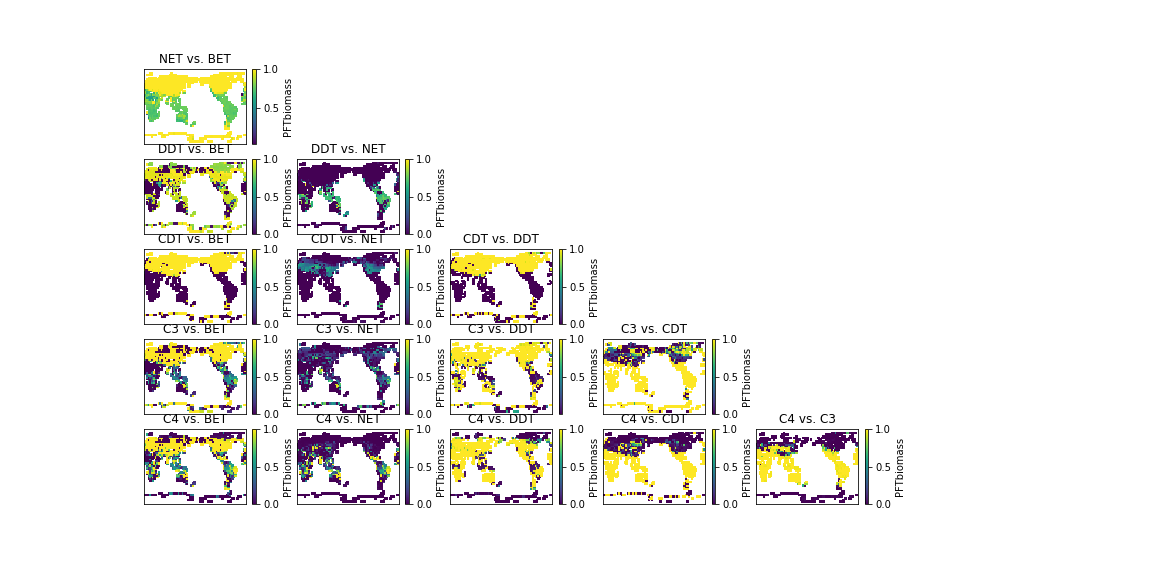 NET vs. BET
1.0
0.5
PFTbiomass
DDT vs. BET
1.0
0.5
0.0
PFTbiomass
DDT vs. NET
1.0
0.5
0.0
PFTbiomass
CDT vs. BET
1.0
0.5
0.0
PFTbiomass
CDT vs. NET
1.0
0.5
0.0
PFTbiomass
CDT vs. DDT
1.0
0.5
0.0
PFTbiomass
C3 vs. BET
1.0
0.5
0.0
PFTbiomass
C3 vs. NET
1.0
0.5
0.0
PFTbiomass
C3 vs. DDT
1.0
0.5
0.0
PFTbiomass
C3 vs. CDT
1.0
0.5
0.0
PFTbiomass
C4 vs. BET
1.0
0.5
0.0
PFTbiomass
C4 vs. NET
1.0
0.5
0.0
PFTbiomass
C4 vs. DDT
1.0
0.5
0.0
PFTbiomass
C4 vs. CDT
1.0
0.5
0.0
PFTbiomass
C4 vs. C3
1.0
0.5
0.0
PFTbiomass